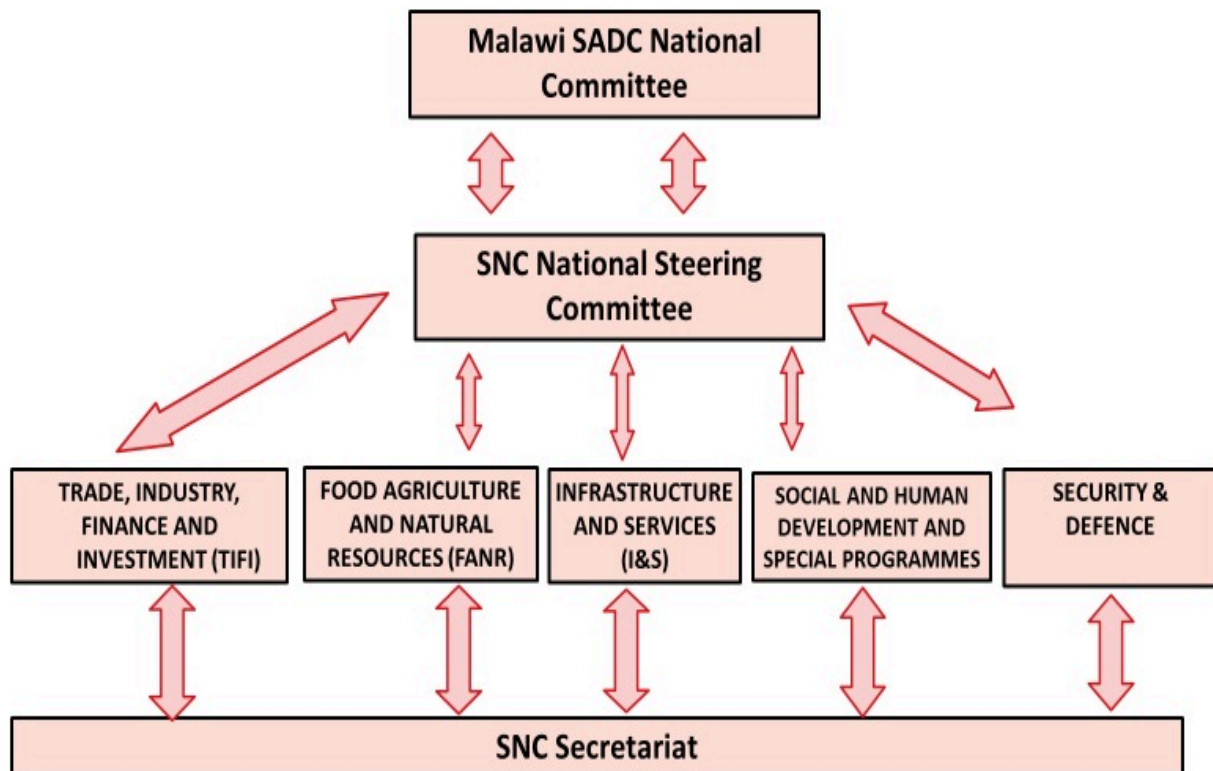 Malawi SADC National
Committee
SNC National Steering
Committee
TRADE, INDUSTRY,
FINANCE AND
INVESTMENT (TIFI)
FOOD AGRICULTURE
AND NATURAL
RESOURCES (FANR)
INFRASTRUCTURE
AND SERVICES
(I&S)
SOCIAL AND HUMAN
DEVELOPMENT AND
SPECIAL PROGRAMMES
SECURITY &
DEFENCE
SNC Secretariat